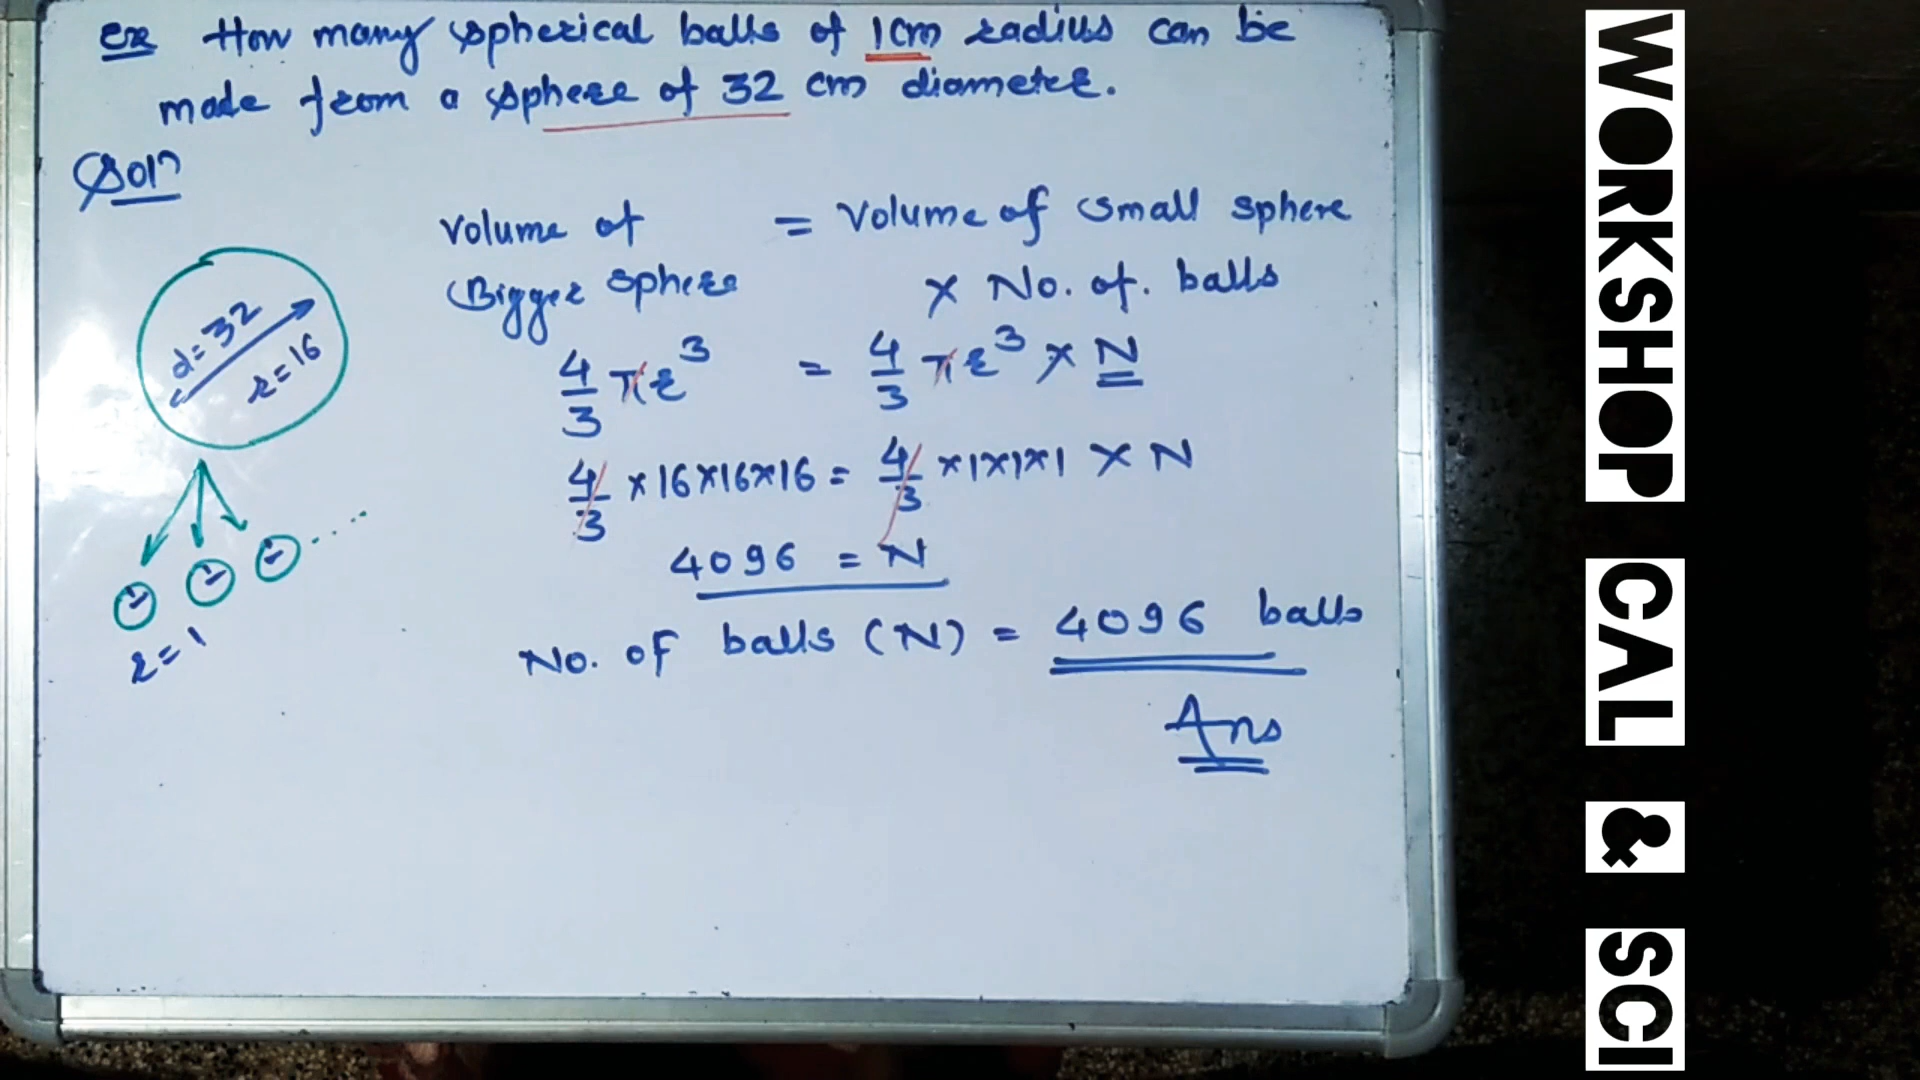 Ex How many spherical balls of 1cm radius can be
made from a sphere of 32 cm diameter.
Soln
Volume of = Volume of small sphere
Bigger sphere × No. of. balls
d=32
r=16
4/3 πr³ = 4/3 πr³ × N
4/3 ×16×16×16 = 4/3 ×1×1×1 × N
4096 = N
r=1
No. of balls (N) = 4096 balls
Ans
WORKSHOP CAL & SCI